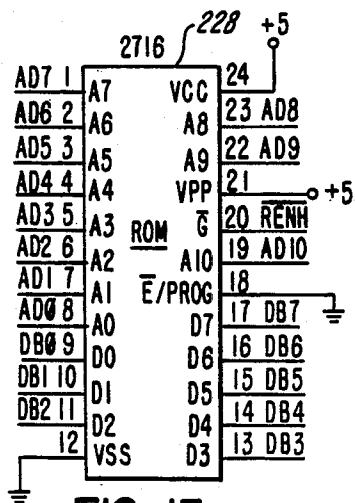 228
+5
2716
AD7 1 A7 VCC 24
AD6 2 A6 A8 23 AD8
AD5 3 A5 A9 22 AD9
AD4 4 A4 VPP 21 +5
AD3 5 A3 ROM G̅ 20 R̅E̅N̅H̅
AD2 6 A2 A10 19 AD10
AD1 7 A1 E̅/PROG 18
ADØ 8 A0 D7 17 DB7
DBØ 9 D0 D6 16 DB6
DB1 10 D1 D5 15 DB5
DB2 11 D2 D4 14 DB4
12 VSS D3 13 DB3